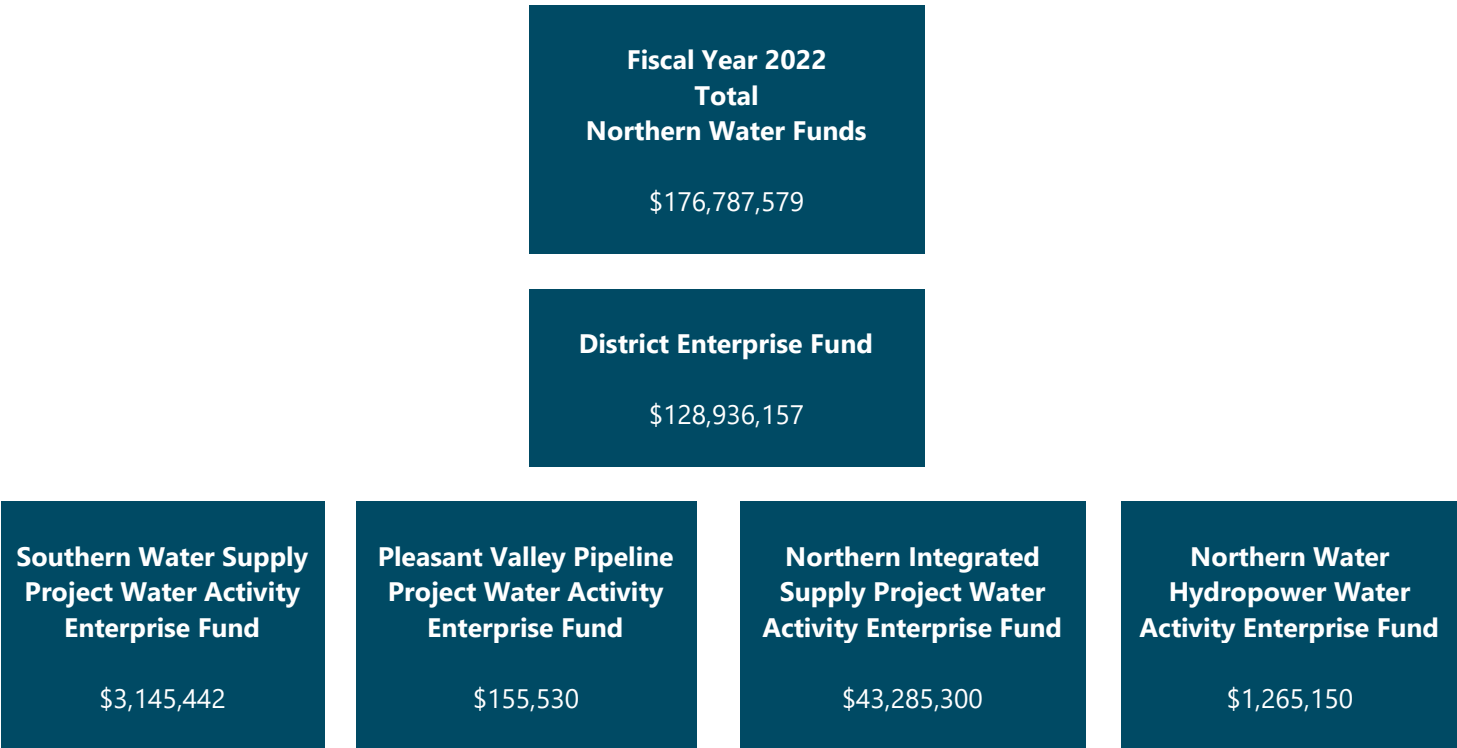 Fiscal Year 2022
Total
Northern Water Funds
$176,787,579
District Enterprise Fund
$128,936,157
Southern Water Supply
Project Water Activity
Enterprise Fund
$3,145,442
Pleasant Valley Pipeline
Project Water Activity
Enterprise Fund
$155,530
Northern Integrated
Supply Project Water
Activity Enterprise Fund
$43,285,300
Northern Water
Hydropower Water
Activity Enterprise Fund
$1,265,150